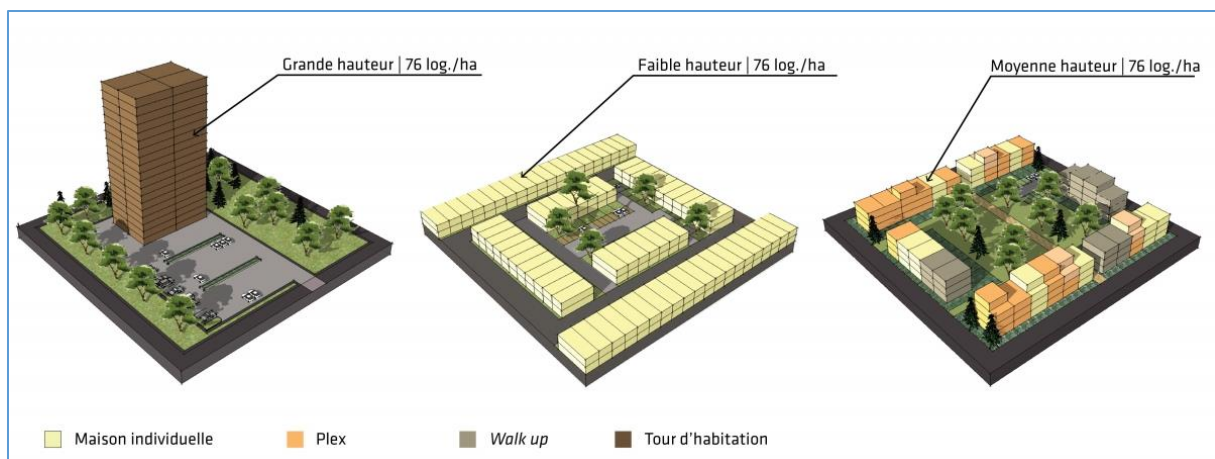 Grande hauteur | 76 log./ha
Faible hauteur | 76 log./ha
Moyenne hauteur | 76 log./ha
Maison individuelle
Plex
Walk up
Tour d'habitation